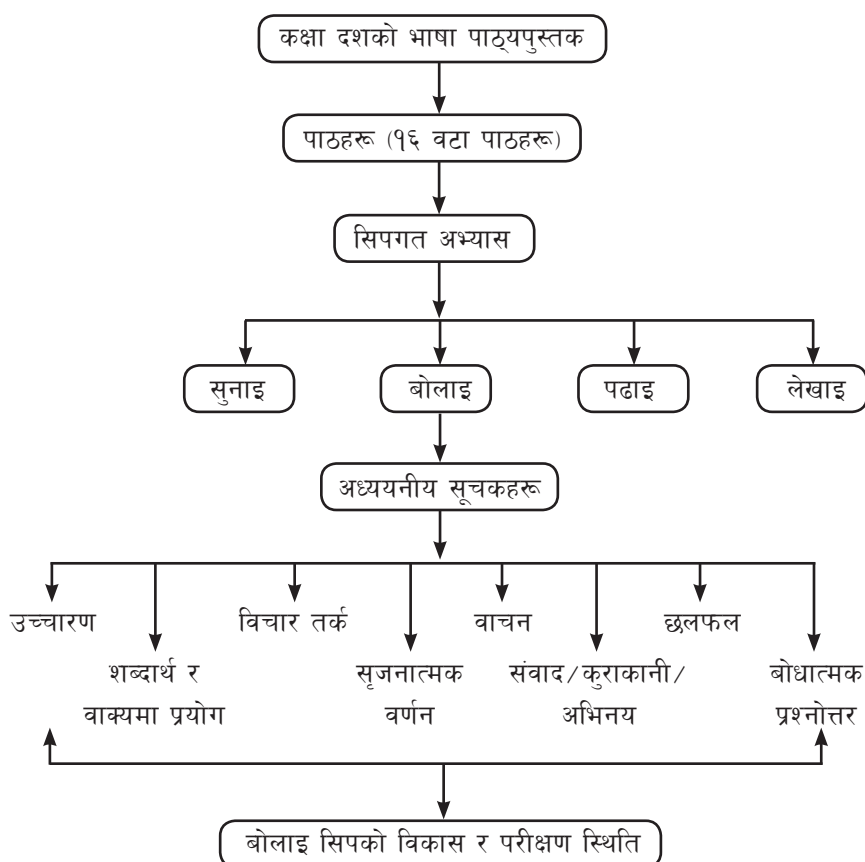 कक्षा दशको भाषा पाठ्यपुस्तक
पाठहरू (१६ वटा पाठहरू)
सिपगत अभ्यास
सुनाइ
बोलाइ
पढाइ
लेखाइ
अध्ययनीय सूचकहरू
उच्चारण
विचार तर्क
वाचन
छलफल
शब्दार्थ र
वाक्यमा प्रयोग
सृजनात्मक
वर्णन
संवाद/कुराकानी/
अभिनय
बोधात्मक
प्रश्नोत्तर
बोलाइ सिपको विकास र परीक्षण स्थिति